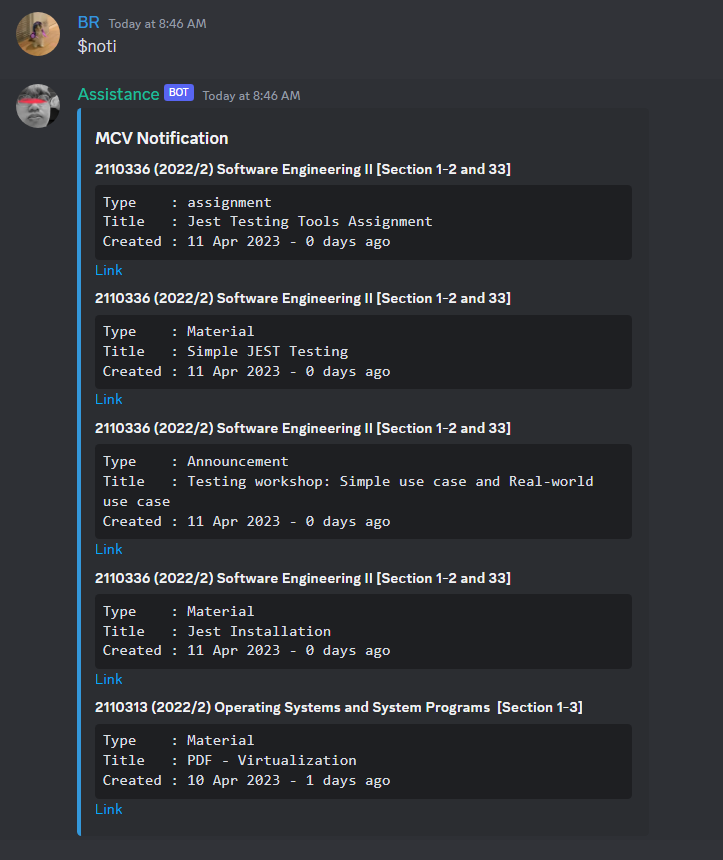 BR Today at 8:46 AM
$noti
Assistance BOT Today at 8:46 AM
MCV Notification
2110336 (2022/2) Software Engineering II [Section 1-2 and 33]
Type    : assignment
Title   : Jest Testing Tools Assignment
Created : 11 Apr 2023 - 0 days ago
Link
2110336 (2022/2) Software Engineering II [Section 1-2 and 33]
Type    : Material
Title   : Simple JEST Testing
Created : 11 Apr 2023 - 0 days ago
Link
2110336 (2022/2) Software Engineering II [Section 1-2 and 33]
Type    : Announcement
Title   : Testing workshop: Simple use case and Real-world
use case
Created : 11 Apr 2023 - 0 days ago
Link
2110336 (2022/2) Software Engineering II [Section 1-2 and 33]
Type    : Material
Title   : Jest Installation
Created : 11 Apr 2023 - 0 days ago
Link
2110313 (2022/2) Operating Systems and System Programs  [Section 1-3]
Type    : Material
Title   : PDF - Virtualization
Created : 10 Apr 2023 - 1 days ago
Link